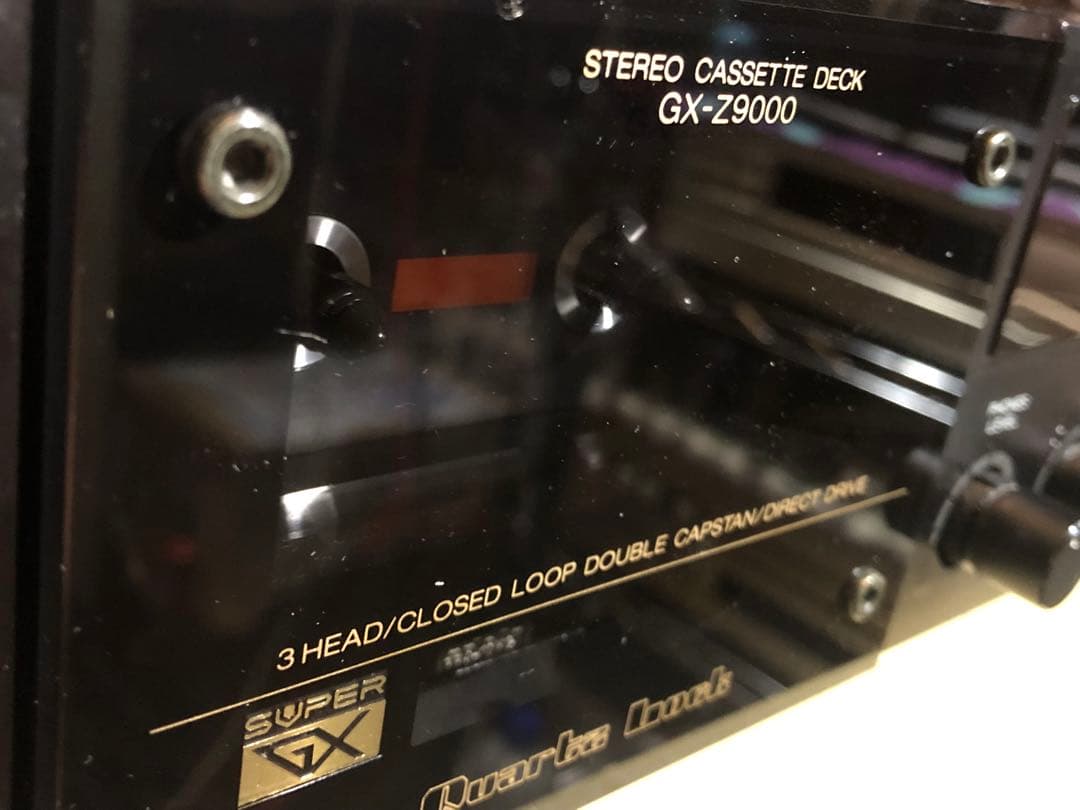 STEREO CASSETTE DECK
GX-Z9000
3 HEAD/CLOSED LOOP DOUBLE CAPSTAN/DIRECT DRIVE
SUPER
GX
Quartz Lock